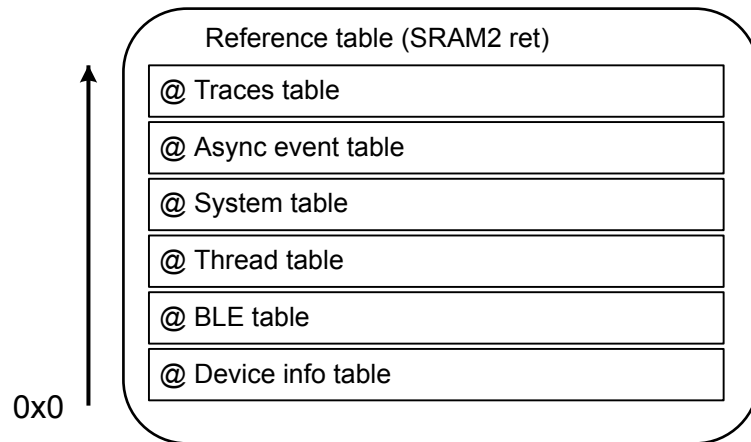 Reference table (SRAM2 ret)
@ Traces table
@ Async event table
@ System table
@ Thread table
@ BLE table
@ Device info table
0x0